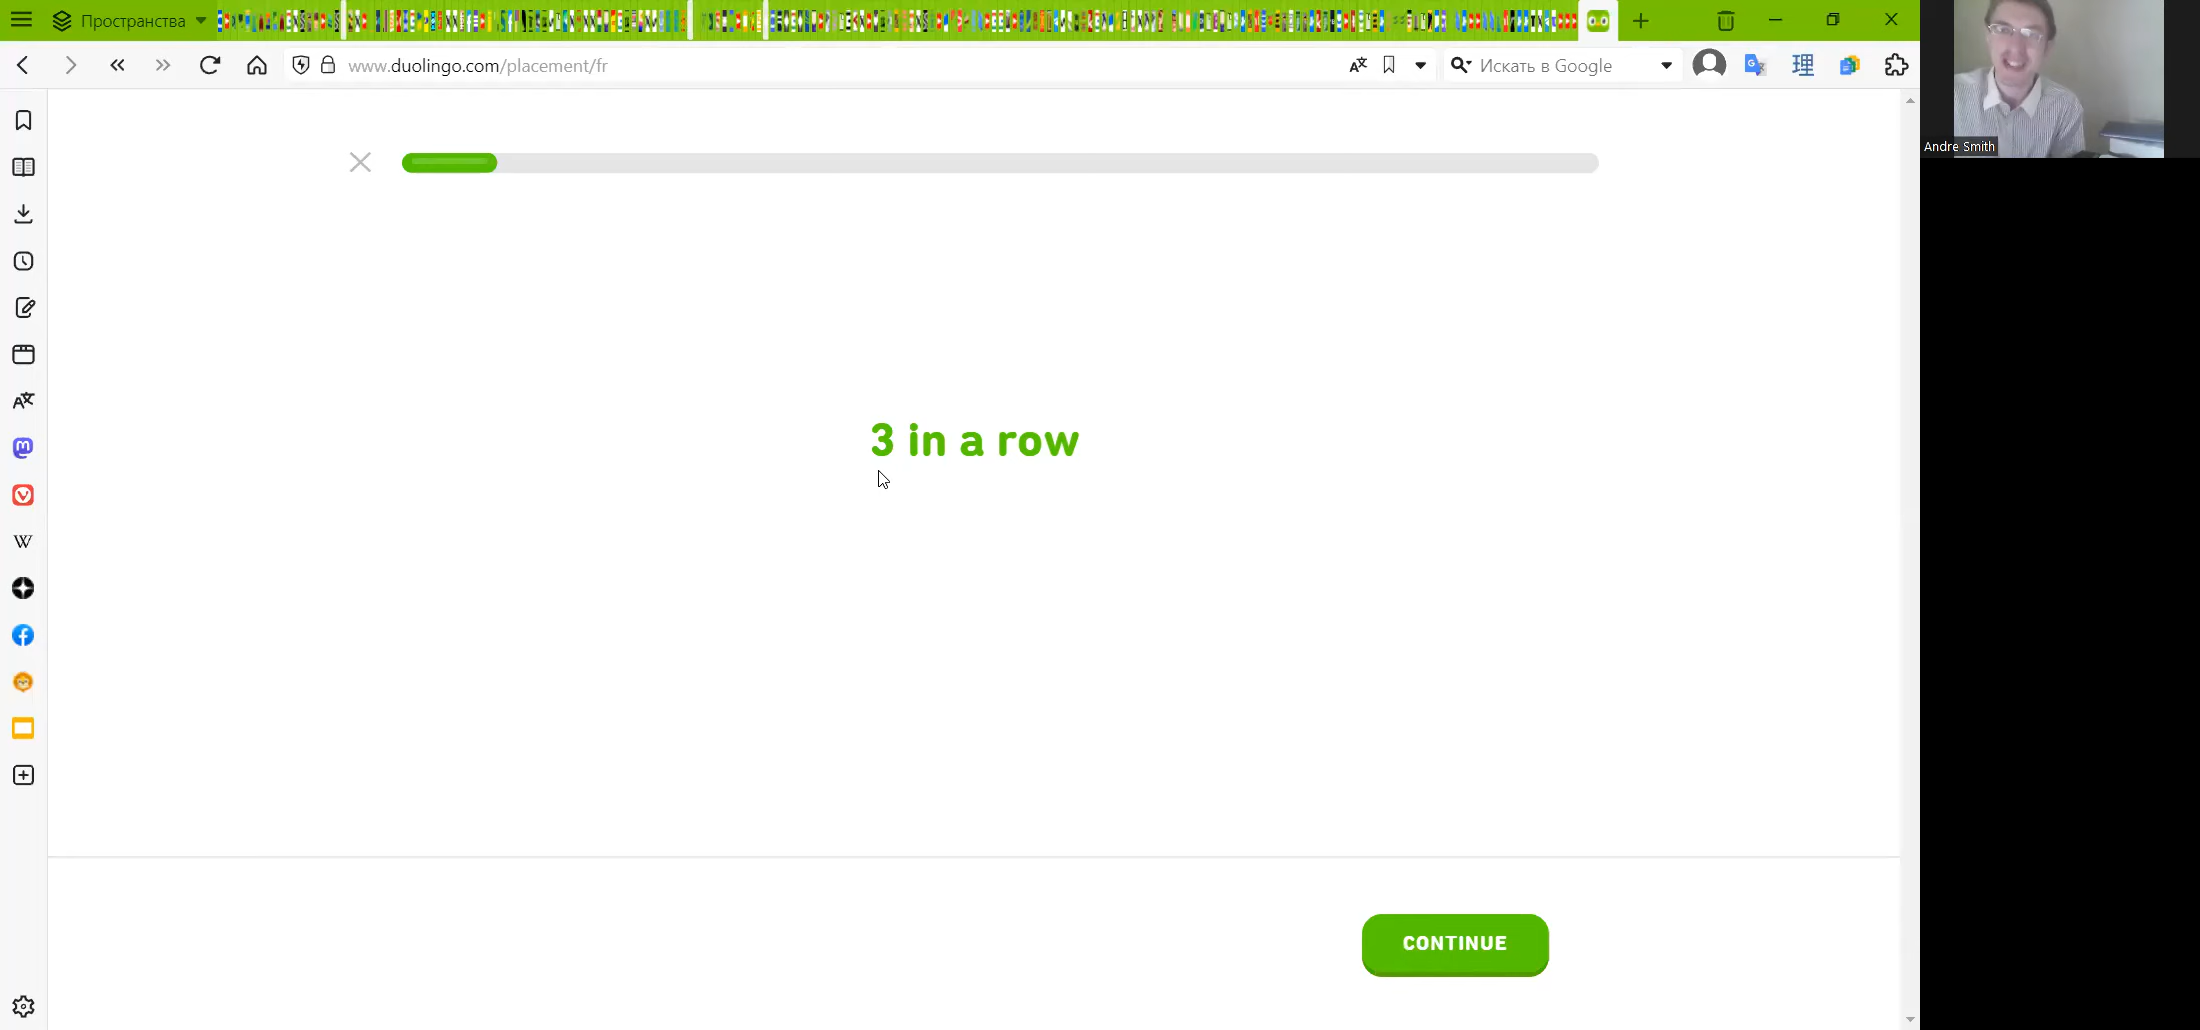 Пространства
www.duolingo.com/placement/fr
Искать в Google
Andre Smith
3 in a row
W
CONTINUE